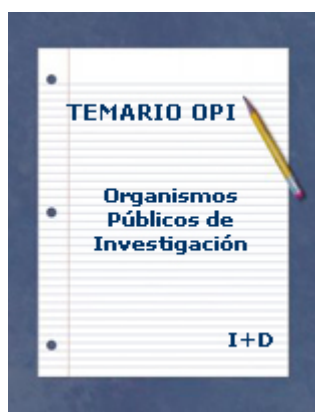 TEMARIO OPI
Organismos
Públicos de
Investigación
I+D